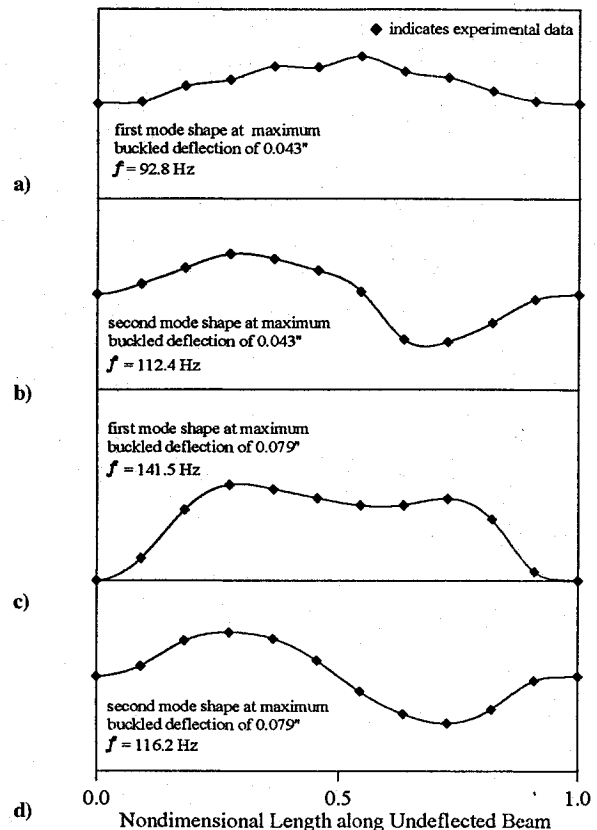 indicates experimental data
first mode shape at maximum
buckled deflection of 0.043"
f = 92.8 Hz
a)
second mode shape at maximum
buckled deflection of 0.043"
f = 112.4 Hz
b)
first mode shape at maximum
buckled deflection of 0.079"
f = 141.5 Hz
c)
second mode shape at maximum
buckled deflection of 0.079"
f = 116.2 Hz
d)
0.0 0.5 1.0
Nondimensional Length along Undeflected Beam